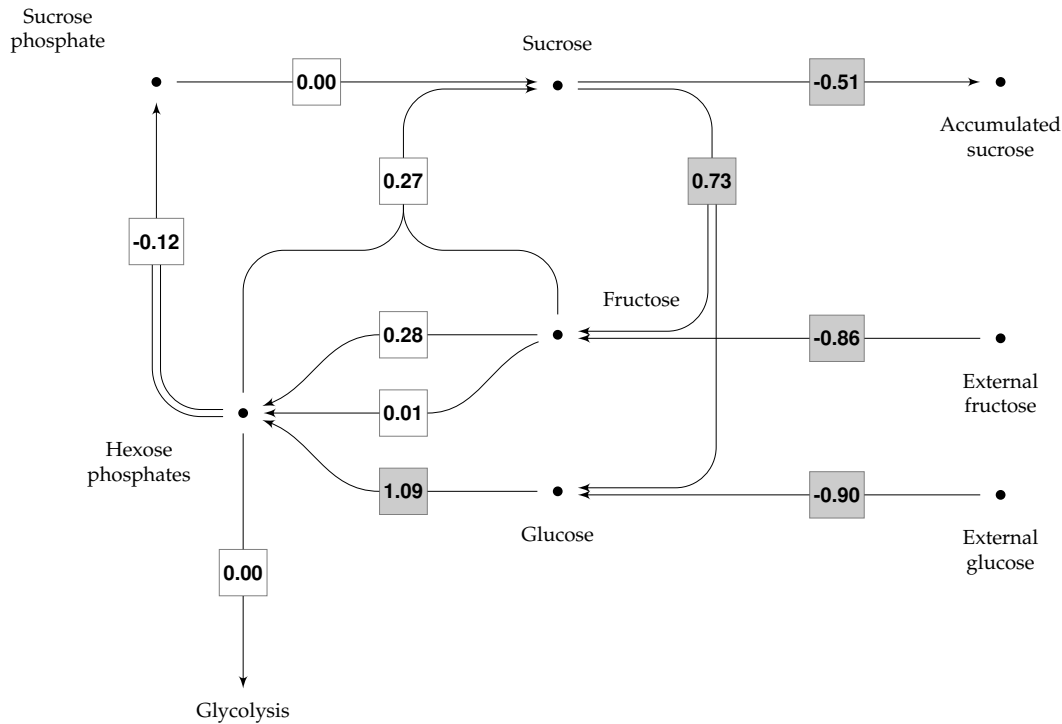 Sucrose
phosphate
Sucrose
0.00
-0.51
Accumulated
sucrose
0.27
0.73
-0.12
Fructose
0.28
-0.86
External
fructose
0.01
Hexose
phosphates
1.09
-0.90
Glucose
External
glucose
0.00
Glycolysis